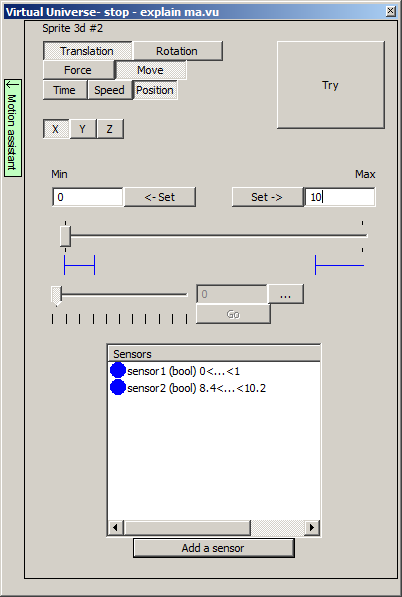 Virtual Universe- stop - explain ma.vu
Sprite 3d #2
Translation Rotation
Force Move
Time Speed Position
Try
-> Motion assistant
X Y Z
Min Max
0 <- Set Set -> 10
0 ...
Go
Sensors
sensor1 (bool) 0<...<1
sensor2 (bool) 8.4<...<10.2
Add a sensor